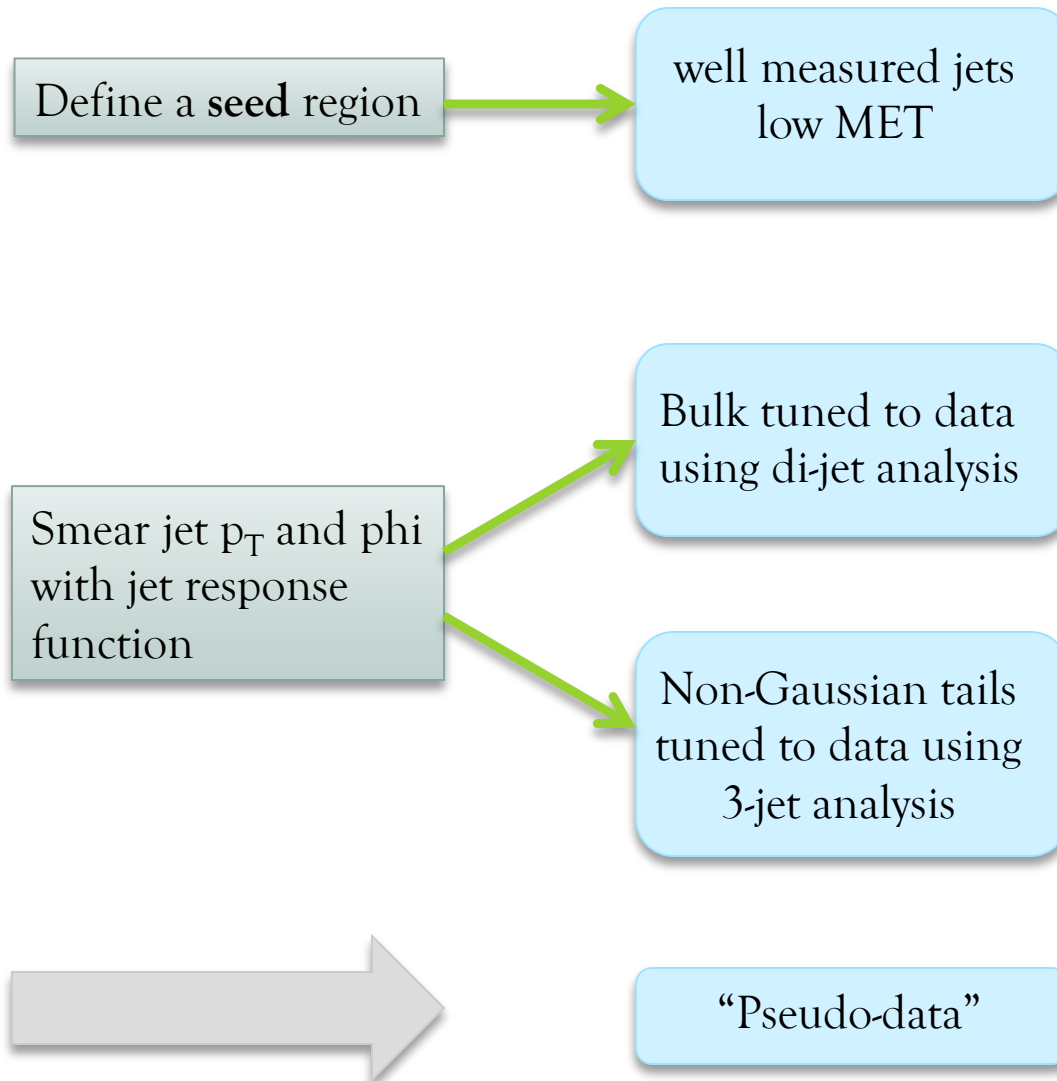 Define a seed region
well measured jets
low MET
Bulk tuned to data
using di-jet analysis
Smear jet pT and phi
with jet response
function
Non-Gaussian tails
tuned to data using
3-jet analysis
“Pseudo-data”